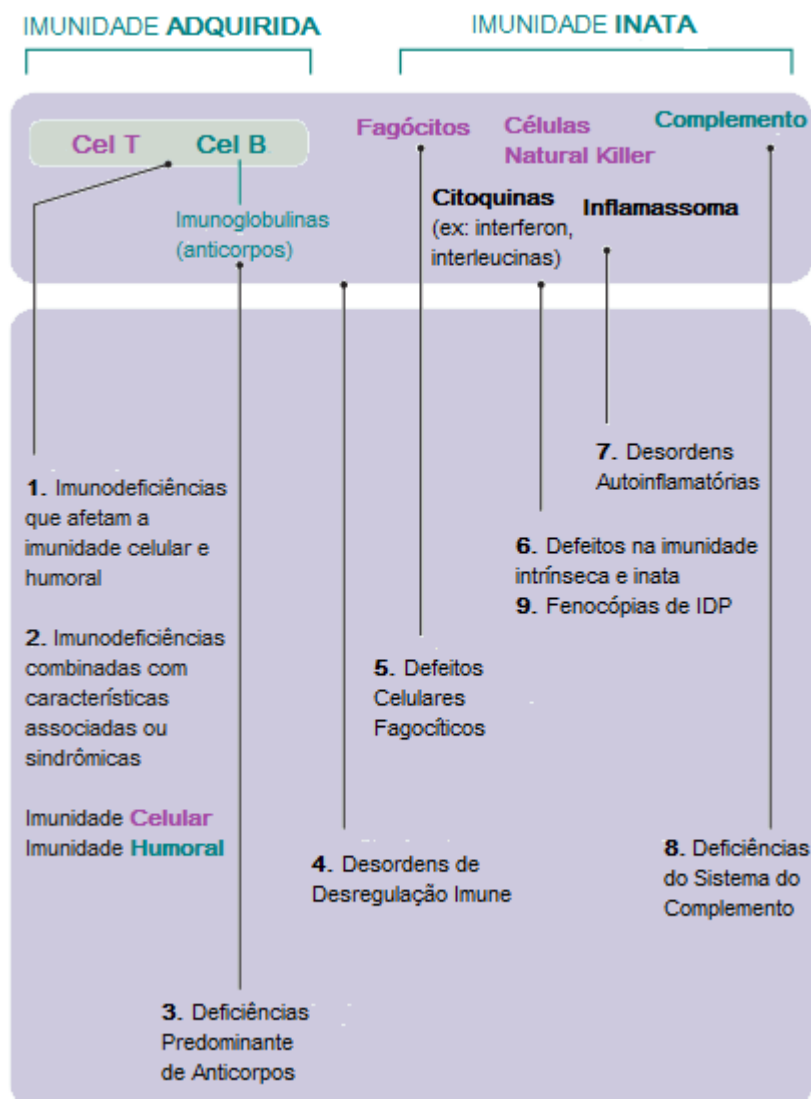 IMUNIDADE ADQUIRIDA
IMUNIDADE INATA
Cel T
Cel B
Imunoglobulinas
(anticorpos)
Fagócitos
Células
Natural Killer
Complemento
Citoquinas
(ex: interferon,
interleucinas)
Inflamassoma
1. Imunodeficiências
que afetam a
imunidade celular e
humoral
2. Imunodeficiências
combinadas com
características
associadas ou
sindrômicas
Imunidade Celular
Imunidade Humoral
3. Deficiências
Predominante
de Anticorpos
4. Desordens de
Desregulação Imune
5. Defeitos
Celulares
Fagocíticos
6. Defeitos na imunidade
intrínseca e inata
9. Fenocópias de IDP
7. Desordens
Autoinflamatórias
8. Deficiências
do Sistema do
Complemento